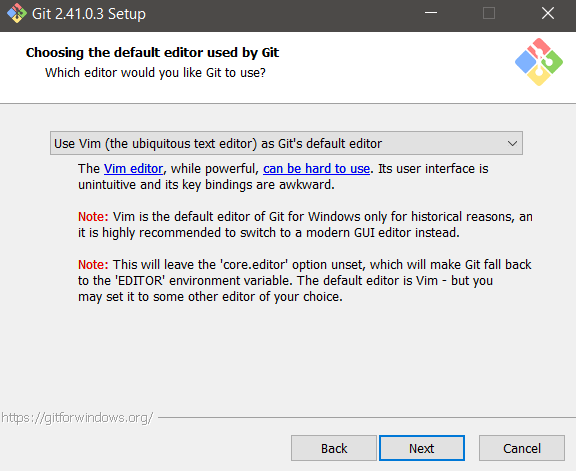 Git 2.41.0.3 Setup
Choosing the default editor used by Git
Which editor would you like Git to use?
Use Vim (the ubiquitous text editor) as Git's default editor
The Vim editor, while powerful, can be hard to use. Its user interface is
unintuitive and its key bindings are awkward.
Note: Vim is the default editor of Git for Windows only for historical reasons, an
it is highly recommended to switch to a modern GUI editor instead.
Note: This will leave the 'core.editor' option unset, which will make Git fall back
to the 'EDITOR' environment variable. The default editor is Vim - but you
may set it to some other editor of your choice.
https://gitforwindows.org/
Back
Next
Cancel